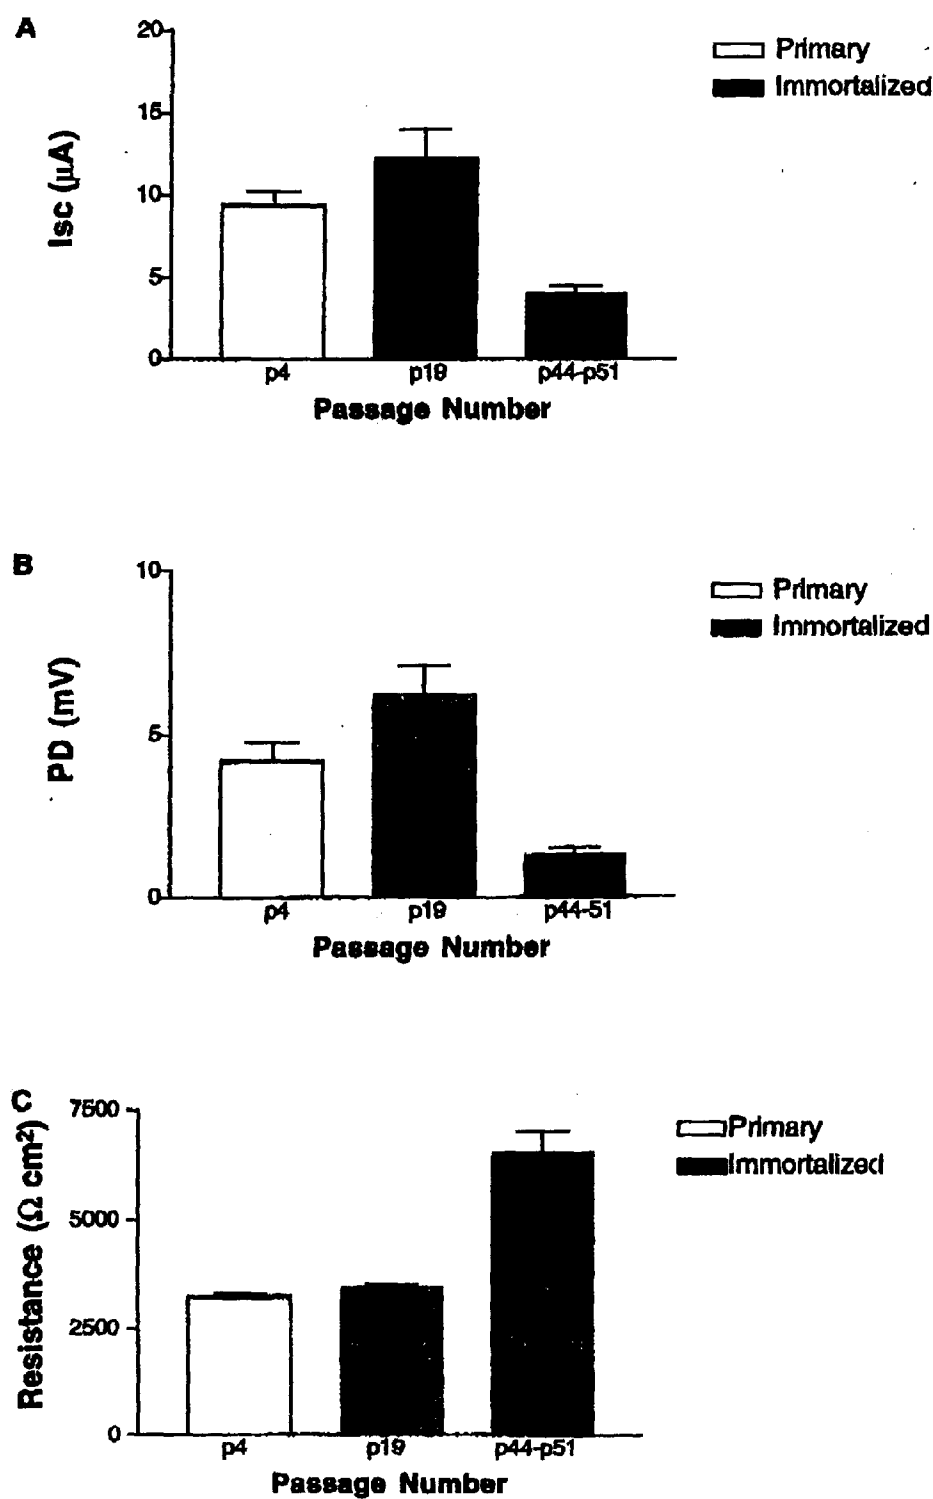 A
20
15
10
5
0
Isc (μA)
Primary
Immortalized
p4 p19 p44-p51
Passage Number
B
10
5
0
PD (mV)
Primary
Immortalized
p4 p19 p44-51
Passage Number
C
7500
5000
2500
0
Resistance (Ω cm²)
Primary
Immortalized
p4 p19 p44-p51
Passage Number